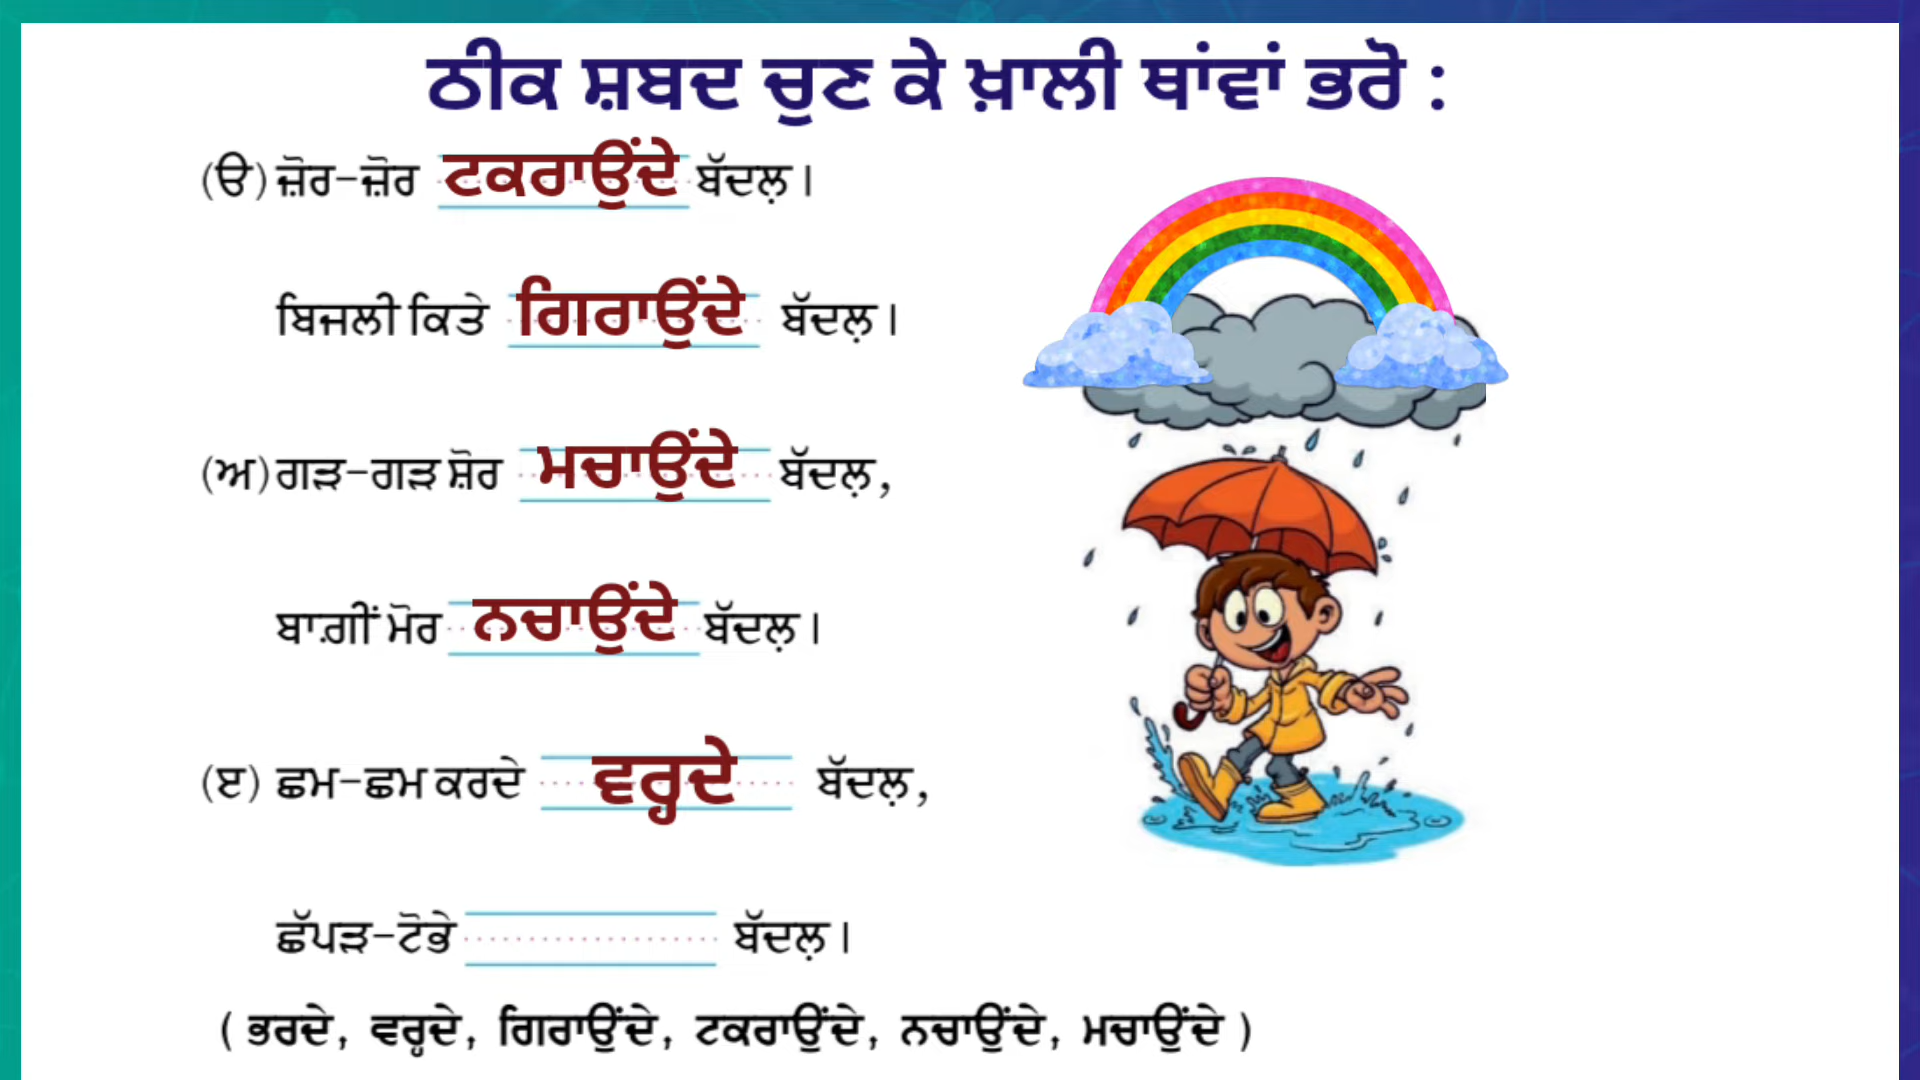 ਠੀਕ ਸ਼ਬਦ ਚੁਣ ਕੇ ਖ਼ਾਲੀ ਥਾਂਵਾਂ ਭਰੋ :
(ੳ) ਜ਼ੋਰ-ਜ਼ੋਰ ਟਕਰਾਉਂਦੇ ਬੱਦਲ਼।
ਬਿਜਲੀ ਕਿਤੇ ਗਿਰਾਉਂਦੇ ਬੱਦਲ਼।
(ਅ) ਗੜ-ਗੜ ਸ਼ੋਰ ਮਚਾਉਂਦੇ ਬੱਦਲ਼,
ਬਾਗ਼ੀਂ ਮੋਰ ਨਚਾਉਂਦੇ ਬੱਦਲ਼।
(ੲ) ਛਮ-ਛਮ ਕਰਦੇ ਵਰ੍ਹਦੇ ਬੱਦਲ਼,
ਛੱਪੜ-ਟੋਭੇ ਬੱਦਲ਼।
( ਭਰਦੇ, ਵਰ੍ਹਦੇ, ਗਿਰਾਉਂਦੇ, ਟਕਰਾਉਂਦੇ, ਨਚਾਉਂਦੇ, ਮਚਾਉਂਦੇ )